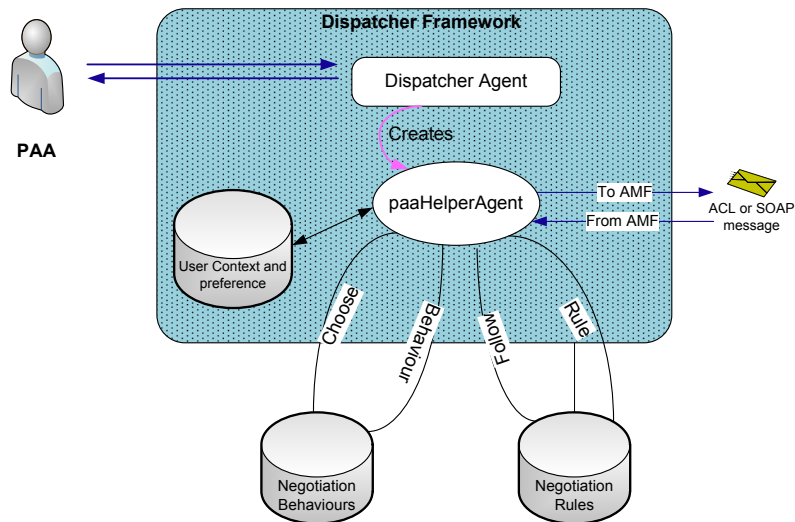 Dispatcher Framework
Dispatcher Agent
PAA
Creates
paaHelperAgent
To AMF
From AMF
ACL or SOAP
message
User Context and
preference
Choose
Behaviour
Follow
Rule
Negotiation
Behaviours
Negotiation
Rules